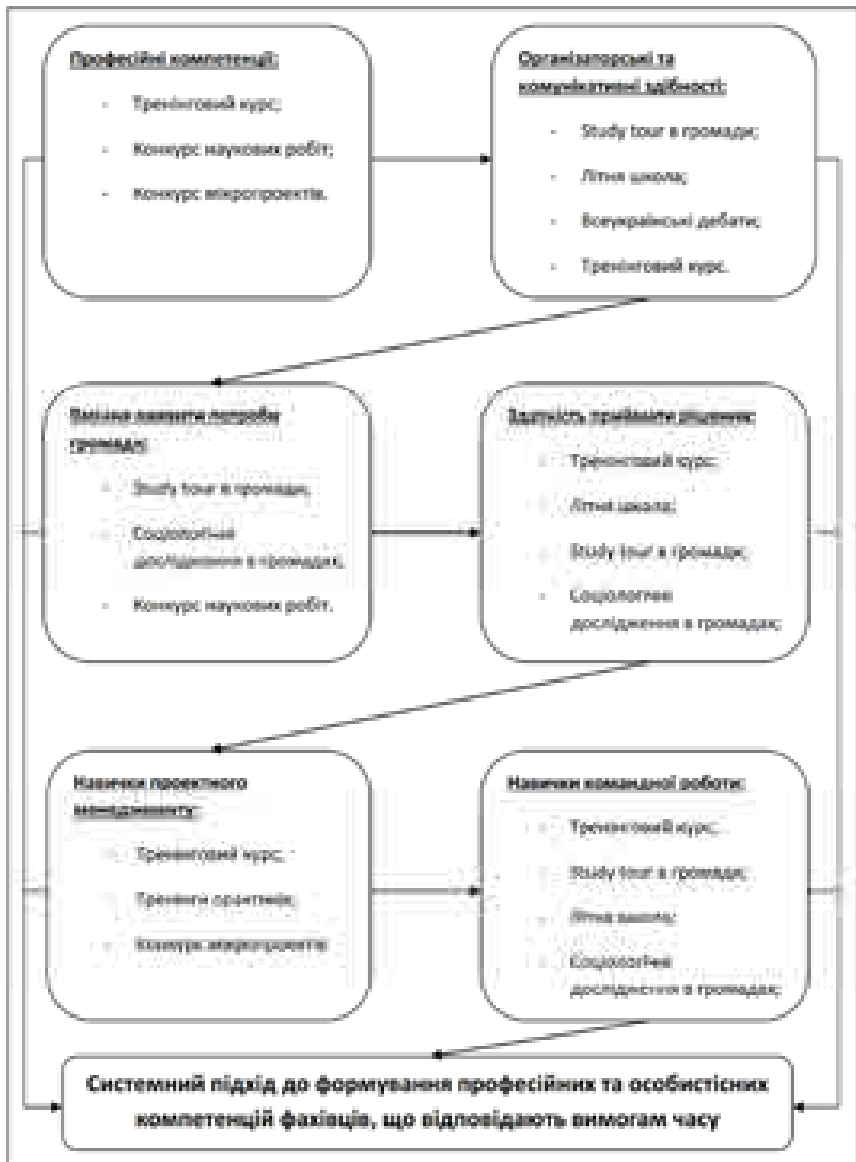 Професійні компетенції:
- Тренінговий курс;
- Конкурс наукових робіт;
- Конкурс мікропроектів.
Організаторські та
комунікативні здібності:
- Study tour в громади;
- Літня школа;
- Всеукраїнські дебати;
- Тренінговий курс.
Вміння виявити потреби
громади:
- Study tour в громади;
- Соціологічні
дослідження в громадах;
- Конкурс наукових робіт.
Здатність приймати рішення:
- Тренінговий курс;
- Літня школа;
- Study tour в громади;
- Соціологічні
дослідження в громадах;
Навички проектного
менеджменту:
- Тренінговий курс;
- Тренінги
- Конкурс мікропроектів
Навички командної роботи:
- Тренінговий курс;
- Study tour в громади;
- Літня школа;
- Соціологічні
дослідження в громадах;
Системний підхід до формування професійних та особистісних
компетенцій фахівців, що відповідають вимогам часу